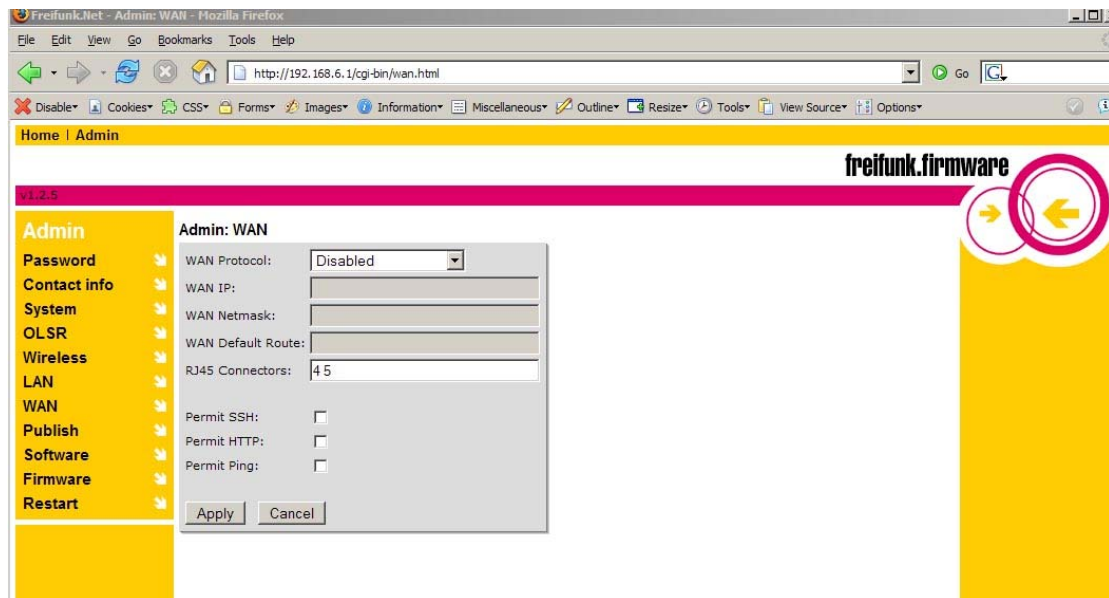 Freifunk.Net - Admin: WAN - Mozilla Firefox
File Edit View Go Bookmarks Tools Help
http://192.168.6.1/cgi-bin/wan.html Go G
Disable Cookies CSS Forms Images Information Miscellaneous Outline Resize Tools View Source Options
Home | Admin
freifunk.firmware
v1.2.5
Admin
Password
Contact info
System
OLSR
Wireless
LAN
WAN
Publish
Software
Firmware
Restart
Admin: WAN
WAN Protocol: Disabled
WAN IP:
WAN Netmask:
WAN Default Route:
RJ45 Connectors: 4 5
Permit SSH:
Permit HTTP:
Permit Ping:
Apply Cancel